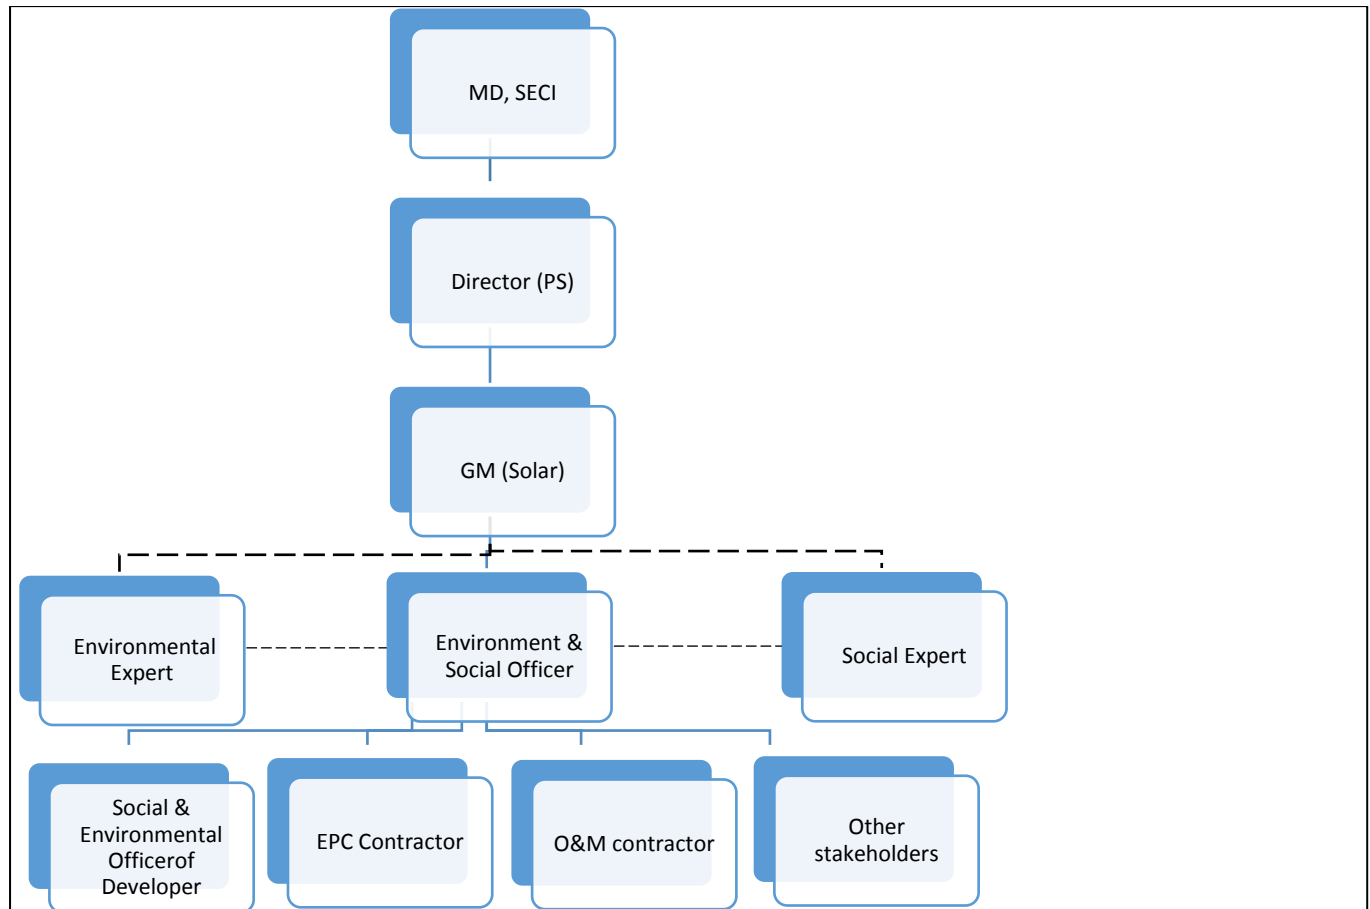 MD, SECI
Director (PS)
GM (Solar)
Environmental
Expert
Environment &
Social Officer
Social Expert
Social &
Environmental
Officerof
Developer
EPC Contractor
O&M contractor
Other
stakeholders